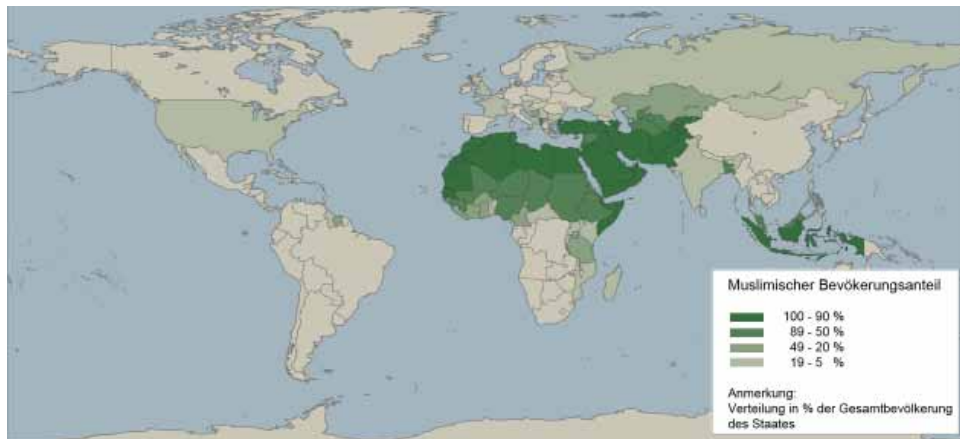 Muslimischer Bevökerungsanteil
100 - 90 %
89 - 50 %
49 - 20 %
19 - 5 %
Anmerkung:
Verteilung in % der Gesamtbevölkerung
des Staates